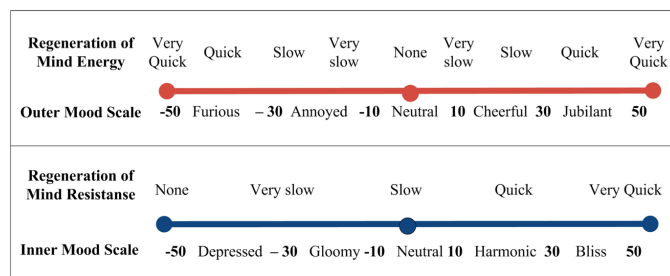 Regeneration of Mind Energy Very Quick Quick Slow Very slow None Very slow Slow Quick Very Quick
Outer Mood Scale -50 Furious – 30 Annoyed -10 Neutral 10 Cheerful 30 Jubilant 50
Regeneration of Mind Resistanse None Very slow Slow Quick Very Quick
Inner Mood Scale -50 Depressed – 30 Gloomy -10 Neutral 10 Harmonic 30 Bliss 50